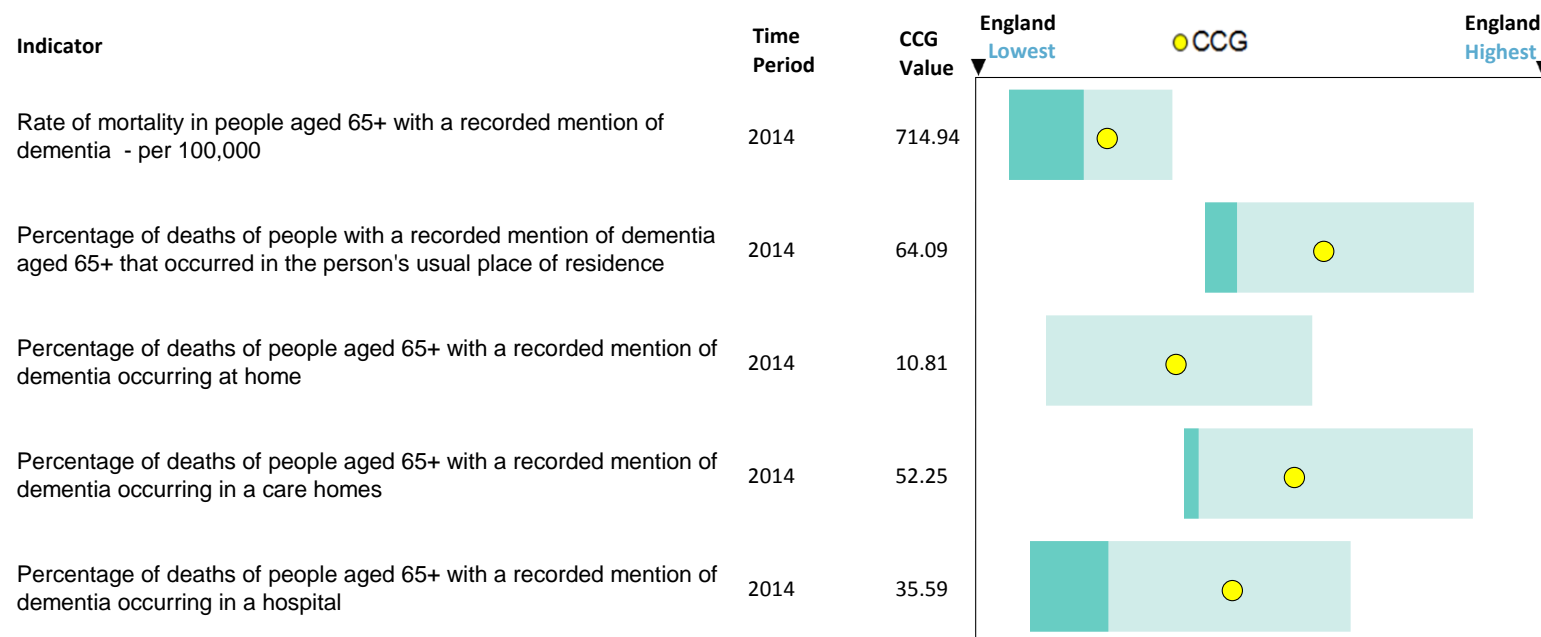 Indicator
Time Period
CCG Value
England Lowest
CCG
England Highest
Rate of mortality in people aged 65+ with a recorded mention of
dementia - per 100,000
2014
714.94
Percentage of deaths of people with a recorded mention of dementia
aged 65+ that occurred in the person's usual place of residence
2014
64.09
Percentage of deaths of people aged 65+ with a recorded mention of
dementia occurring at home
2014
10.81
Percentage of deaths of people aged 65+ with a recorded mention of
dementia occurring in a care homes
2014
52.25
Percentage of deaths of people aged 65+ with a recorded mention of
dementia occurring in a hospital
2014
35.59